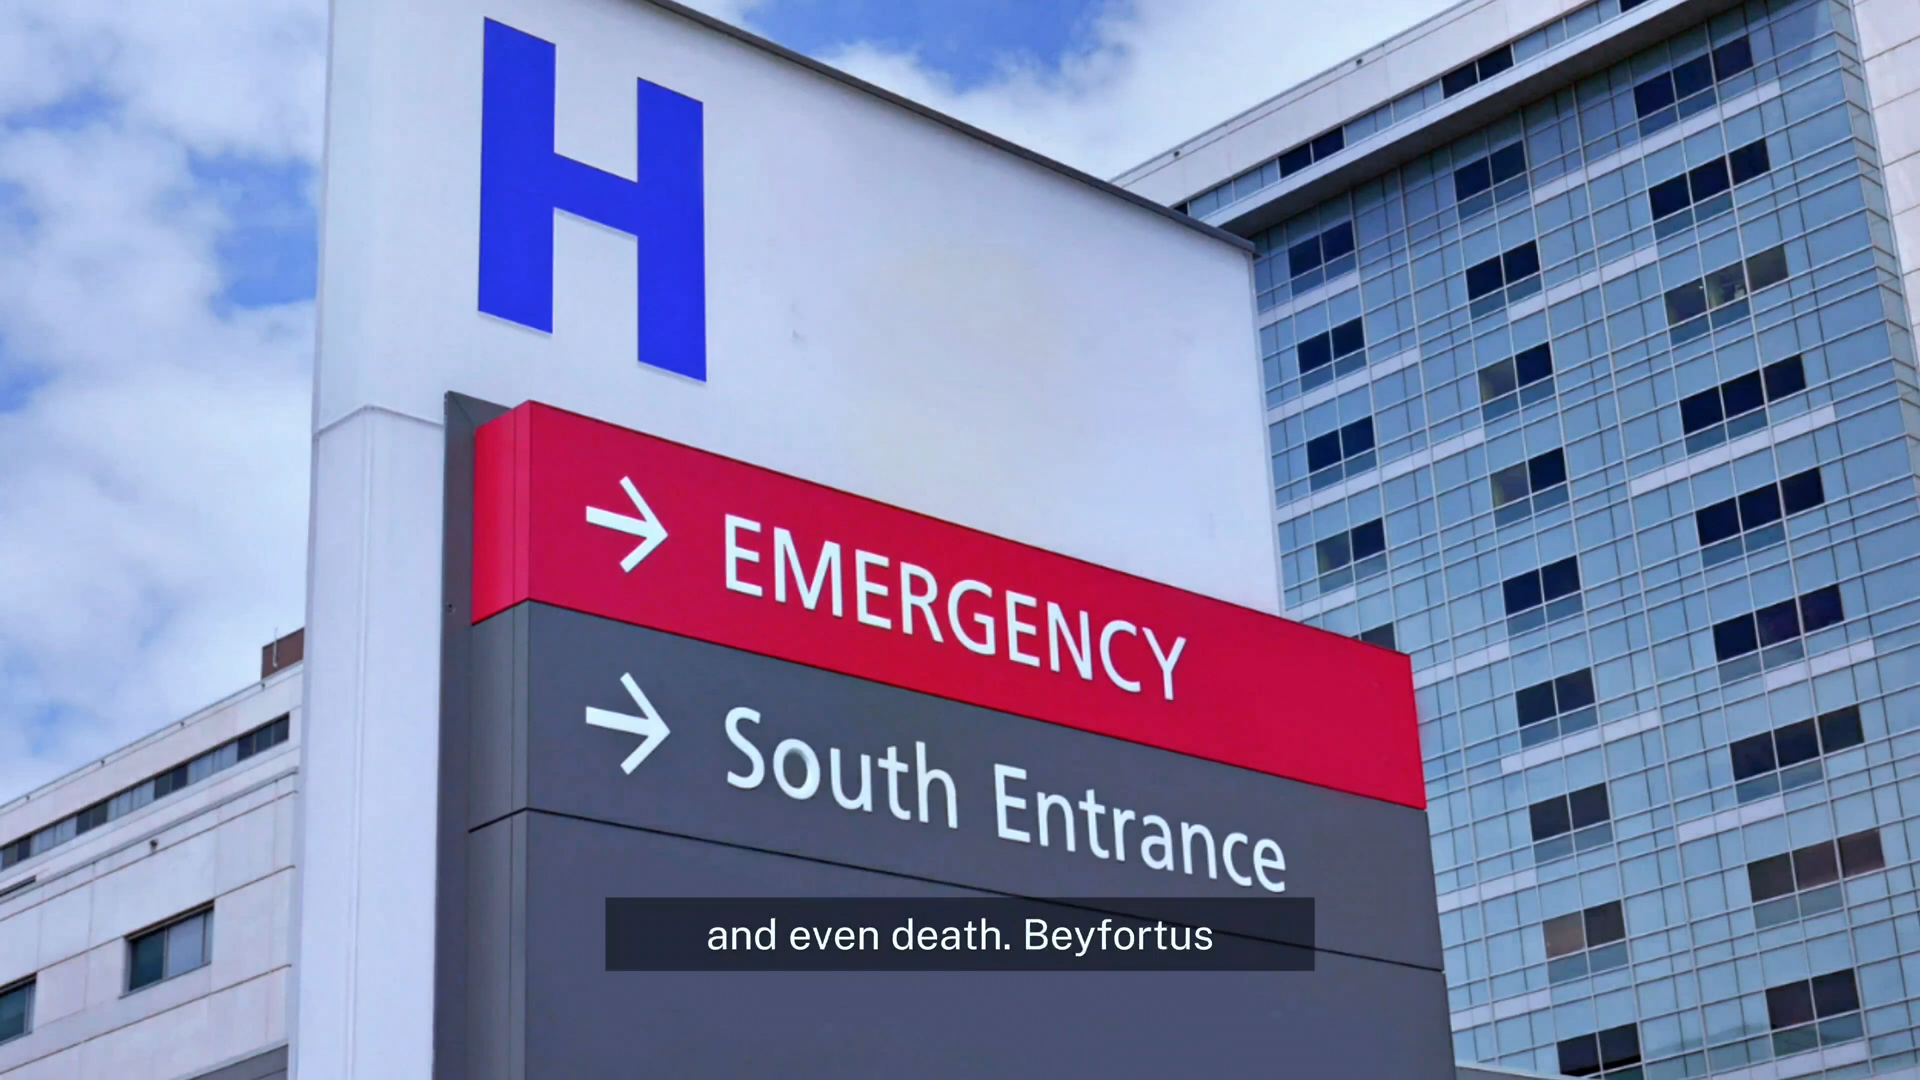 H
→ EMERGENCY
→ South Entrance
and even death. Beyfortus